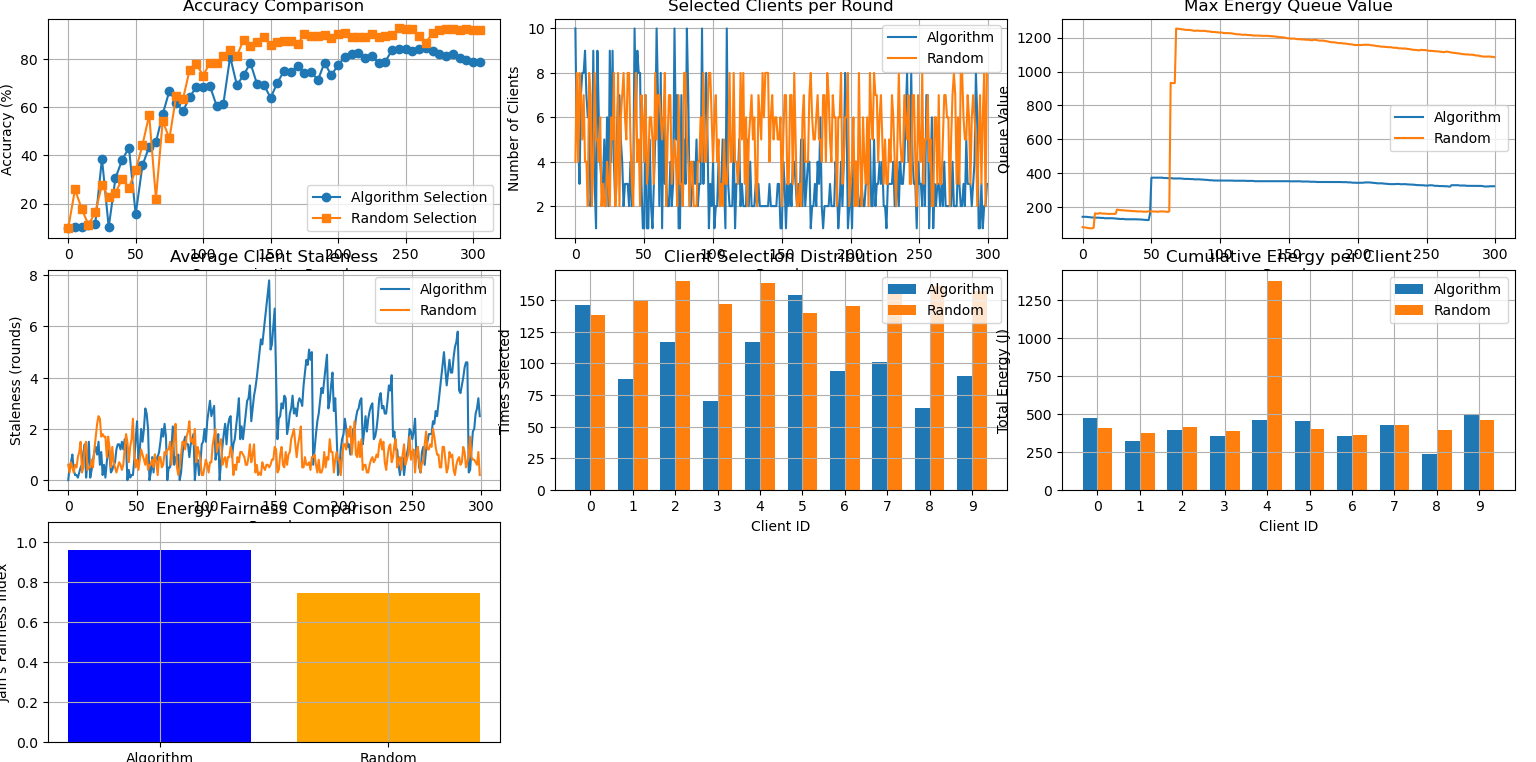 Accuracy Comparison
Accuracy (%)
80
60
40
20
0
50
100
150
200
250
300
Algorithm Selection
Random Selection
Selected Clients per Round
Number of Clients
10
8
6
4
2
0
50
100
150
200
250
300
Algorithm
Random
Max Energy Queue Value
Queue Value
1200
1000
800
600
400
200
0
50
100
150
200
250
300
Algorithm
Random
Average Client Staleness
Staleness (rounds)
8
6
4
2
0
0
50
100
150
200
250
300
Algorithm
Random
Client Selection Distribution
Times Selected
150
125
100
75
50
25
0
0 1 2 3 4 5 6 7 8 9
Client ID
Algorithm
Random
Cumulative Energy per Client
Total Energy (J)
1250
1000
750
500
250
0
0 1 2 3 4 5 6 7 8 9
Client ID
Algorithm
Random
Energy Fairness Comparison
Jain's Fairness Index
1.0
0.8
0.6
0.4
0.2
0.0
Algorithm
Random